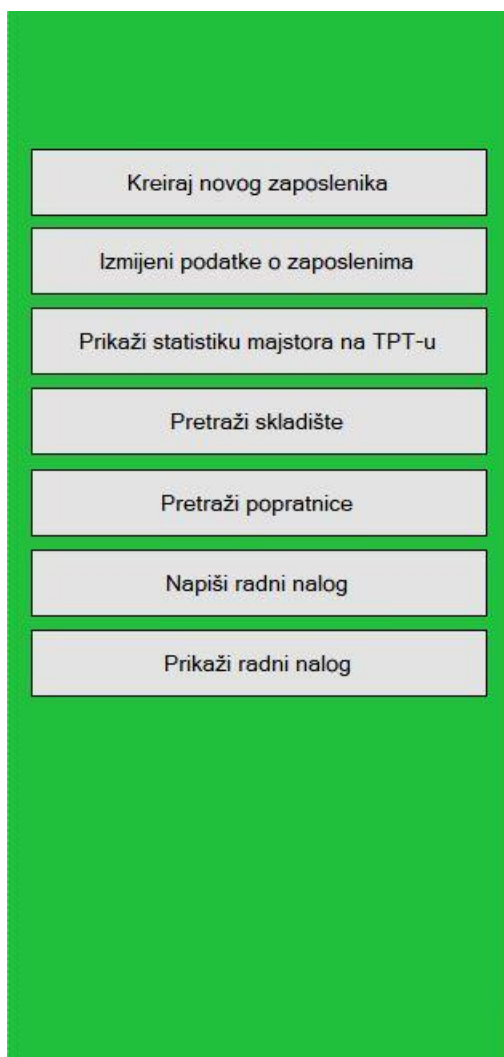 Kreiraj novog zaposlenika
Izmijeni podatke o zaposlenima
Prikaži statistiku majstora na TPT-u
Pretraži skladište
Pretraži popratnice
Napiši radni nalog
Prikaži radni nalog